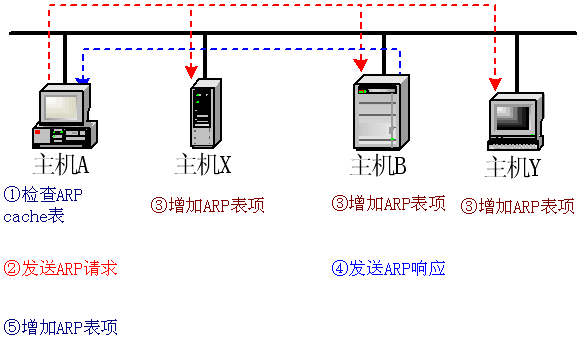 主机A
主机X
主机B
主机Y
①检查ARP
cache表
③增加ARP表项
③增加ARP表项
③增加ARP表项
②发送ARP请求
④发送ARP响应
⑤增加ARP表项